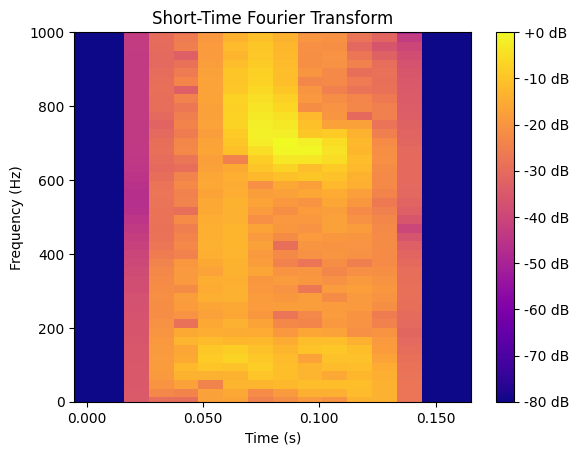 Short-Time Fourier Transform
1000
800
600
400
200
0
Frequency (Hz)
0.000
0.050
0.100
0.150
Time (s)
+0 dB
-10 dB
-20 dB
-30 dB
-40 dB
-50 dB
-60 dB
-70 dB
-80 dB